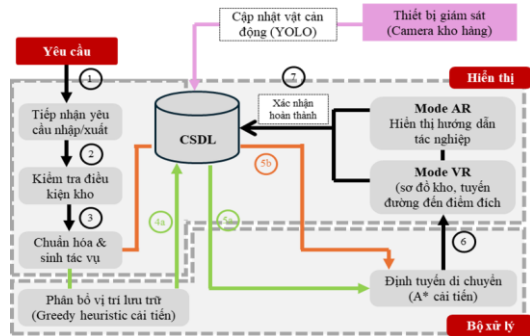 Cập nhật vật cản
động (YOLO)
Thiết bị giám sát
(Camera kho hàng)
Yêu cầu
1
7
Hiển thị
Tiếp nhận yêu
cầu nhập/xuất
CSDL
Xác nhận
hoàn thành
Mode AR
Hiển thị hướng dẫn
tác nghiệp
2
Kiểm tra điều
kiện kho
Mode VR
(sơ đồ kho, tuyến
đường đến điểm đích
5b
3
4a
5a
6
Chuẩn hóa &
sinh tác vụ
Phân bổ vị trí lưu trữ
(Greedy heuristic cải tiến)
Định tuyến di chuyển
(A* cải tiến)
Bộ xử lý